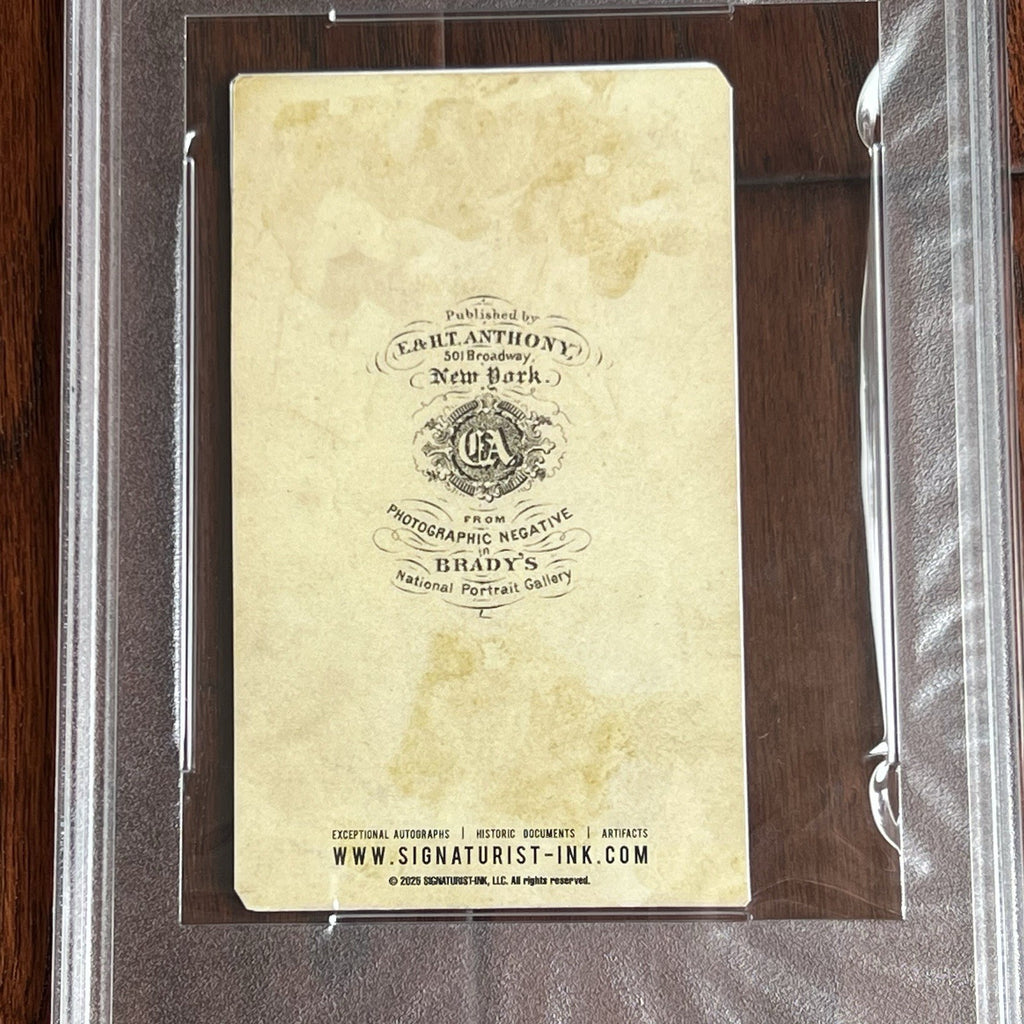 Published by
E. & H.T. ANTHONY,
501 Broadway,
New York.
EA
FROM
PHOTOGRAPHIC NEGATIVE
in
BRADY'S
National Portrait Gallery
EXCEPTIONAL AUTOGRAPHS | HISTORIC DOCUMENTS | ARTIFACTS
WWW.SIGNATURIST-INK.COM
© 2025 SIGNATURIST-INK, LLC. All rights reserved.